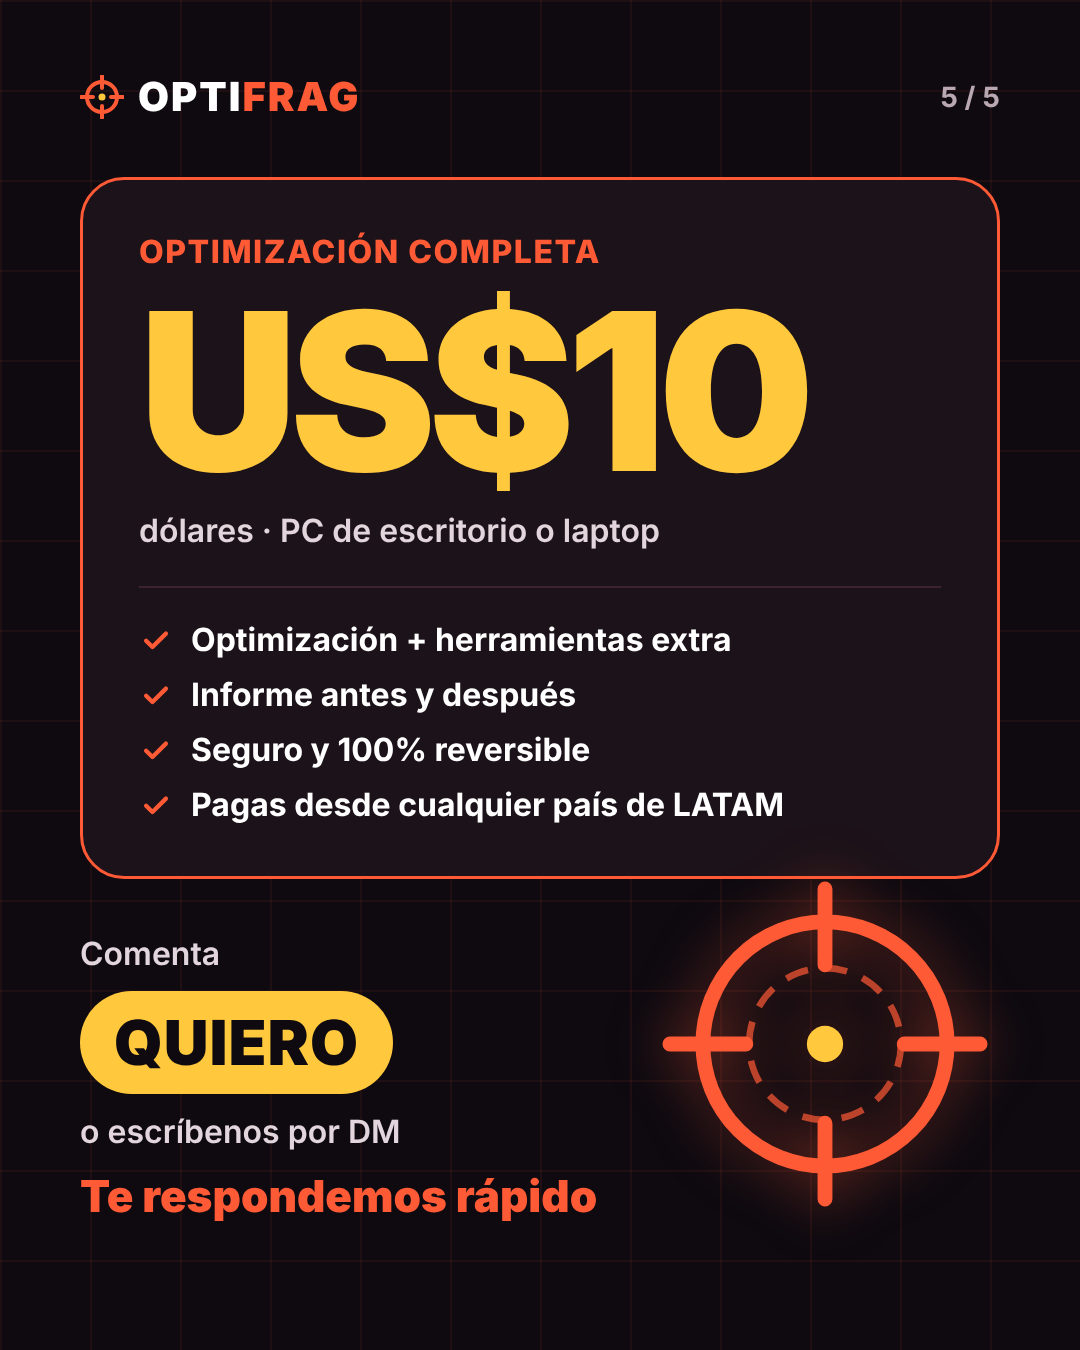 OPTIFRAG
5 / 5
OPTIMIZACIÓN COMPLETA
US$10
dólares · PC de escritorio o laptop
Optimización + herramientas extra
Informe antes y después
Seguro y 100% reversible
Pagas desde cualquier país de LATAM
Comenta
QUIERO
o escríbenos por DM
Te respondemos rápido